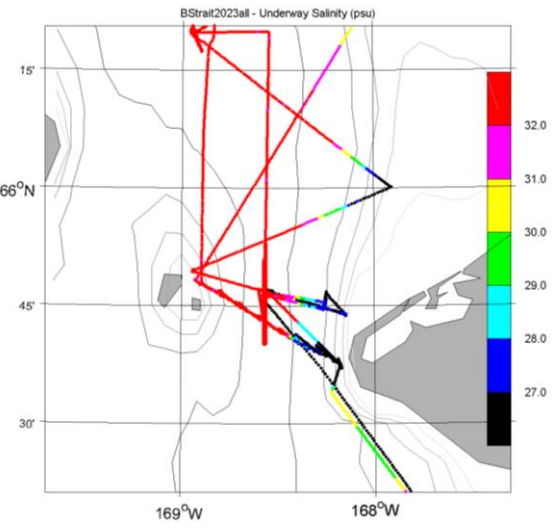 BStrait2023all - Underway Salinity (psu)
15'
66°N
45'
30'
169°W
168°W
32.0
31.0
30.0
29.0
28.0
27.0